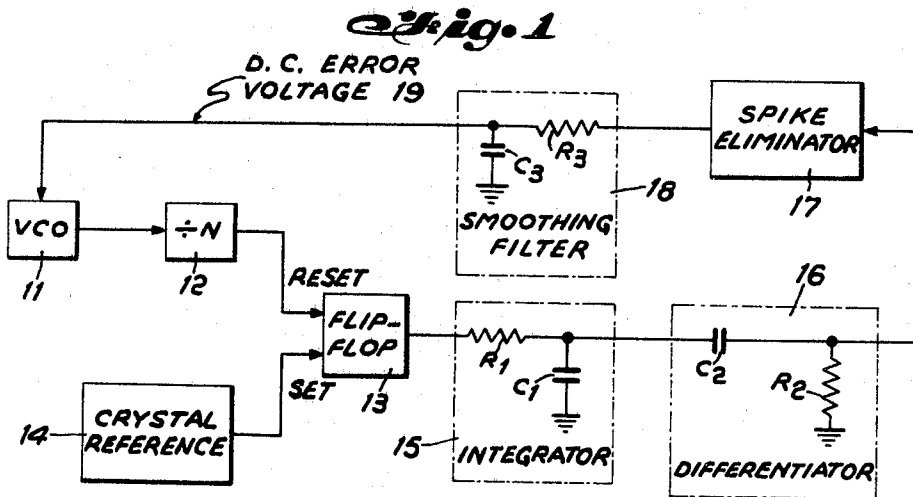 Fig. 1
D. C. ERROR
VOLTAGE 19
SPIKE
ELIMINATOR
17
R3
C3
18
SMOOTHING
FILTER
VCO
11
÷N
12
RESET
FLIP-
FLOP
13
SET
CRYSTAL
REFERENCE
14
R1
C1
15
INTEGRATOR
16
C2
R2
DIFFERENTIATOR